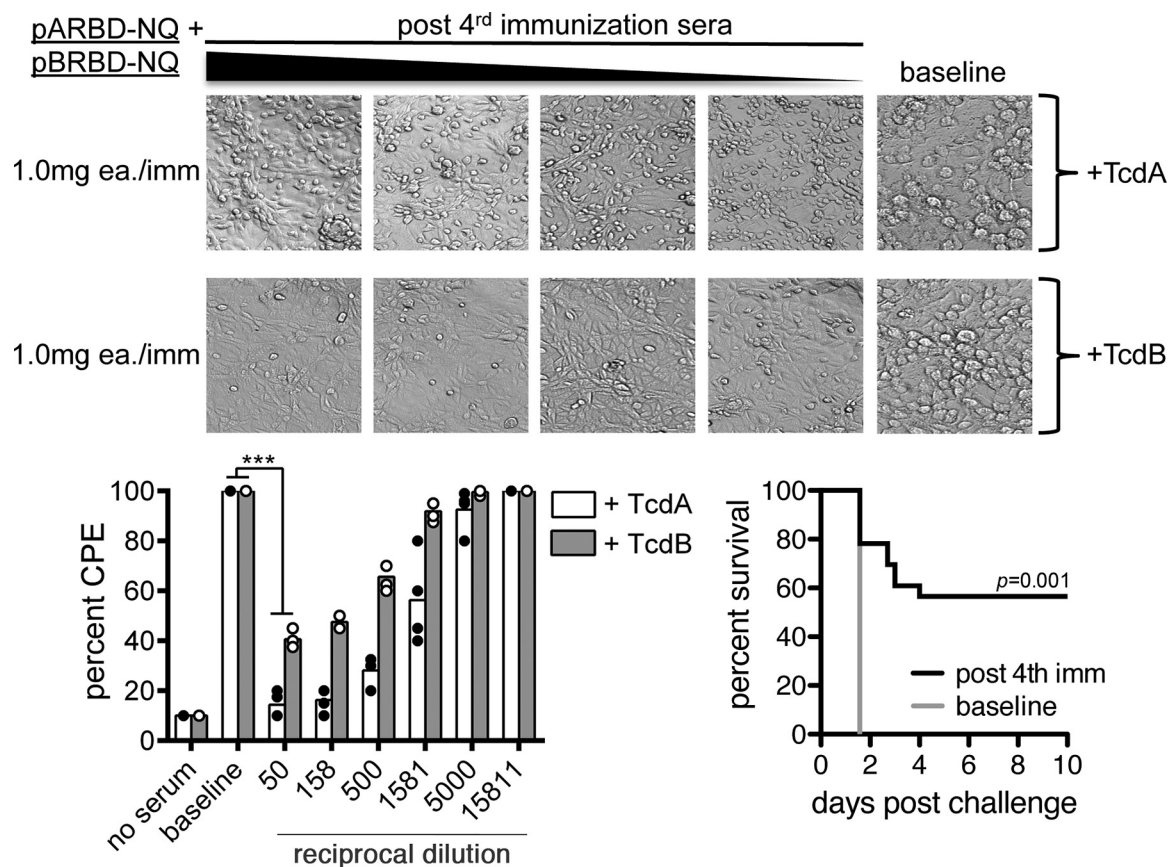 pARBD-NQ + post 4rd immunization sera
pBRBD-NQ
baseline
1.0mg ea./imm
+TcdA
1.0mg ea./imm
+TcdB
percent CPE
100
80
60
40
20
0
***
+ TcdA
+ TcdB
no serum
baseline
50
158
500
1581
5000
15811
reciprocal dilution
percent survival
100
80
60
40
20
0
p=0.001
post 4th imm
baseline
0 2 4 6 8 10
days post challenge